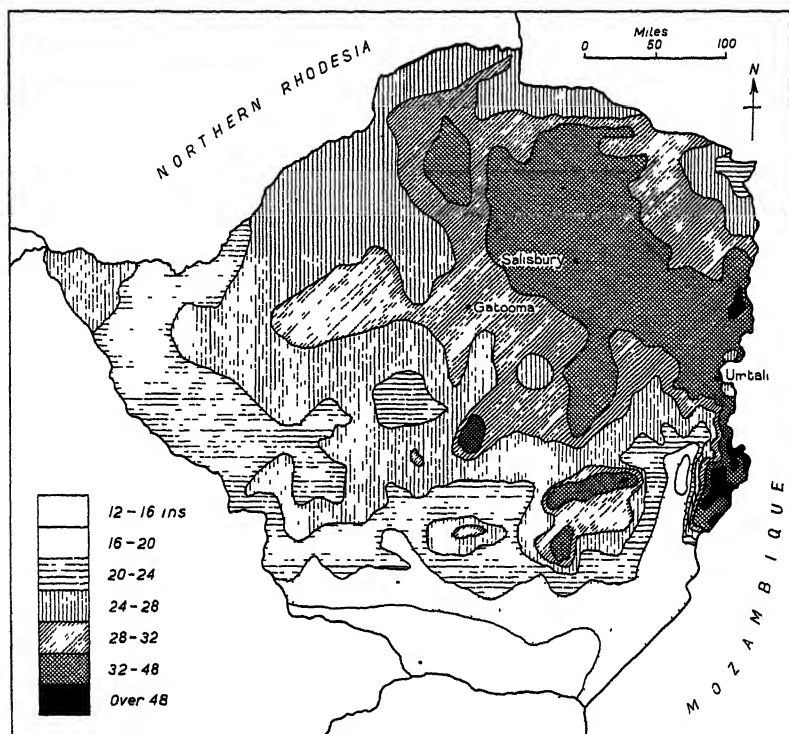 Miles
0 50 100
N
NORTHERN RHODESIA
Salisbury
Gatooma
Umtali
MOZAMBIQUE
12-16 ins
16-20
20-24
24-28
28-32
32-48
Over 48